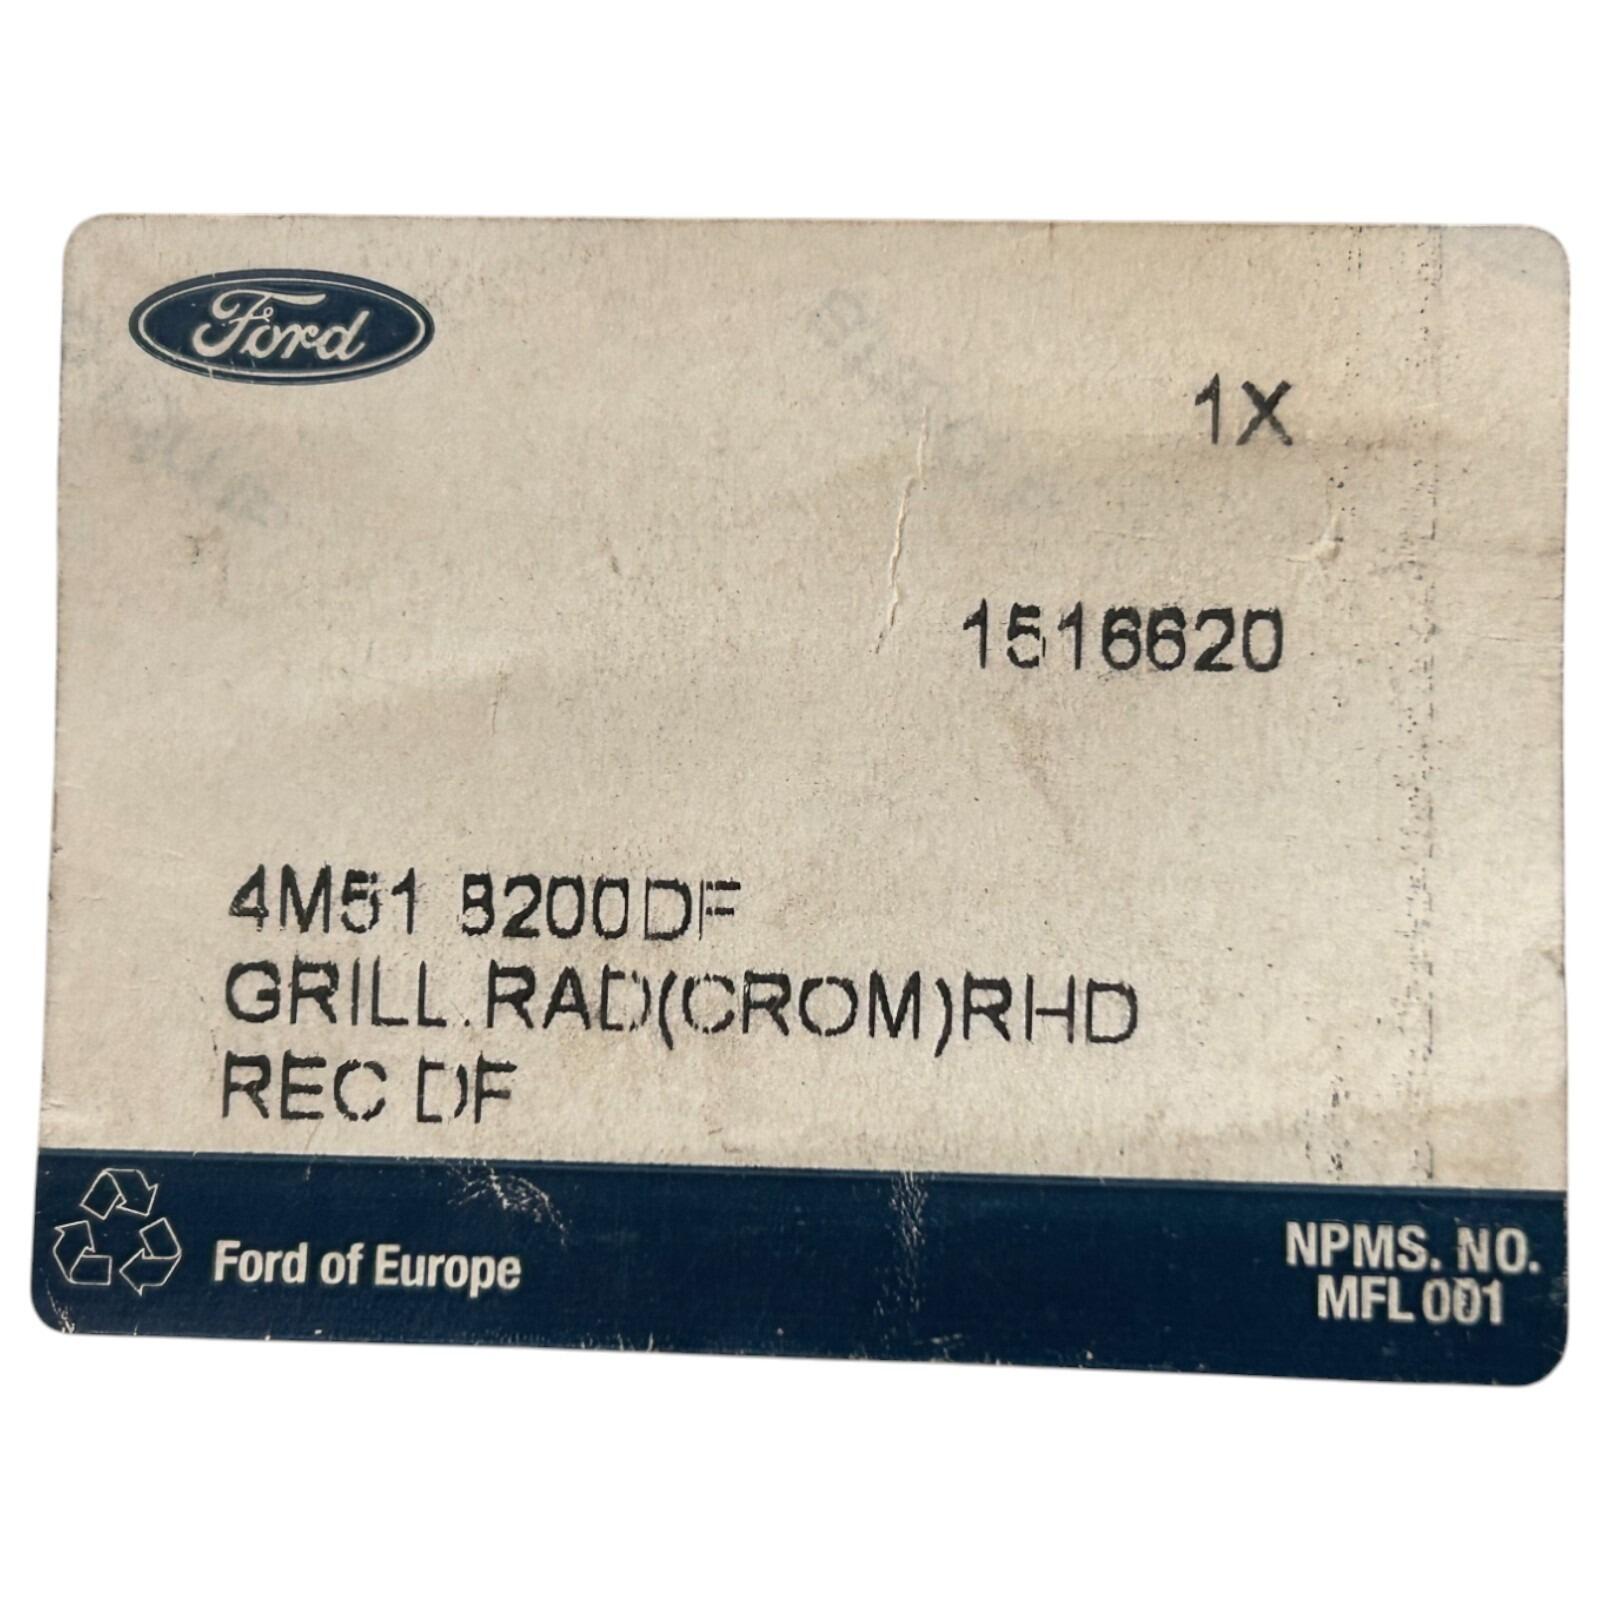 Ford
1X
1516620
4M51 8200DF
GRILL.RAD(CROM)RHD
REC DF
Ford of Europe
NPMS. NO.
MFL 001